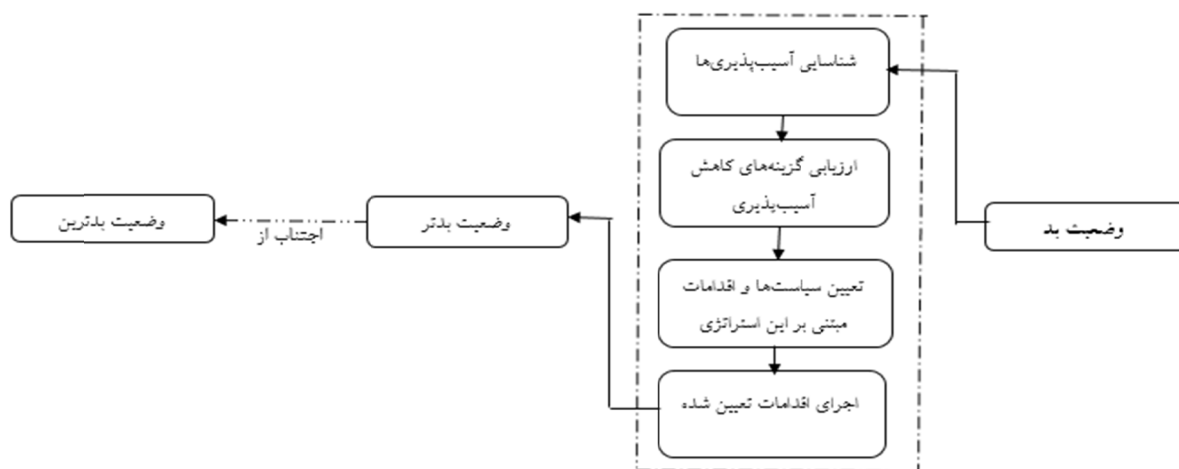 شناسایی آسیب‌پذیری‌ها
ارزیابی گزینه‌های کاهش
آسیب‌پذیری
تعیین سیاست‌ها و اقدامات
مبتنی بر این استراتژی
اجرای اقدامات تعیین شده
وضعیت بد
وضعیت بدتر
اجتناب از
وضعیت بدترین